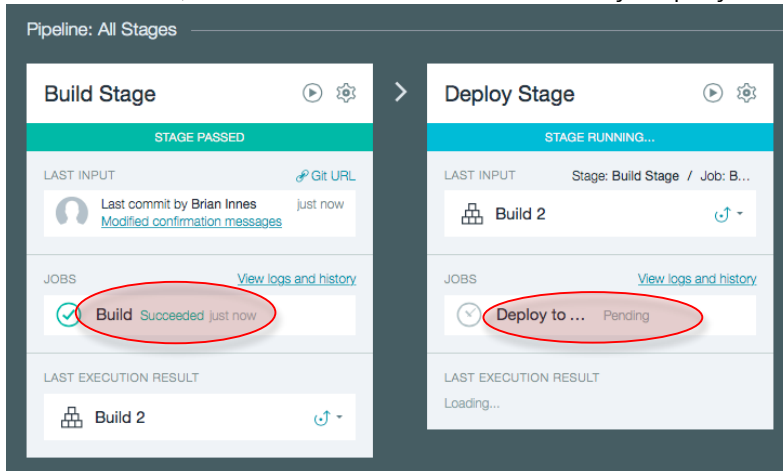 Pipeline: All Stages
Build Stage
STAGE PASSED
LAST INPUT
Git URL
Last commit by Brian Innes
just now
Modified confirmation messages
JOBS
View logs and history
Build Succeeded just now
LAST EXECUTION RESULT
Build 2
Deploy Stage
STAGE RUNNING...
LAST INPUT
Stage: Build Stage / Job: B...
Build 2
JOBS
View logs and history
Deploy to ... Pending
LAST EXECUTION RESULT
Loading...